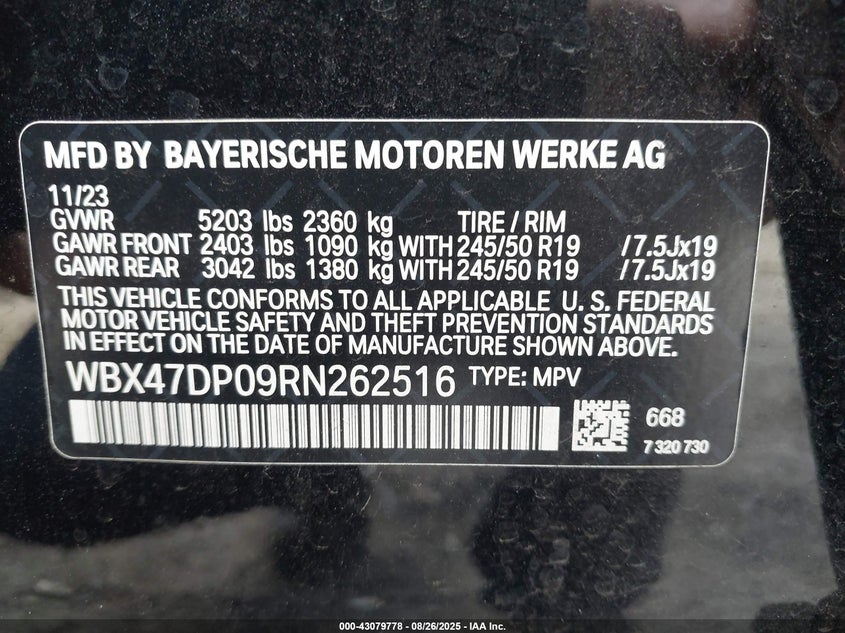 MFD BY BAYERISCHE MOTOREN WERKE AG
11/23
GVWR 5203 lbs 2360 kg TIRE / RIM
GAWR FRONT 2403 lbs 1090 kg WITH 245/50 R19 /7.5Jx19
GAWR REAR 3042 lbs 1380 kg WITH 245/50 R19 /7.5Jx19
THIS VEHICLE CONFORMS TO ALL APPLICABLE U. S. FEDERAL
MOTOR VEHICLE SAFETY AND THEFT PREVENTION STANDARDS
IN EFFECT ON THE DATE OF MANUFACTURE SHOWN ABOVE.
WBX47DP09RN262516 TYPE: MPV
668
7 320 730
000-43079778 - 08/26/2025 - IAA Inc.